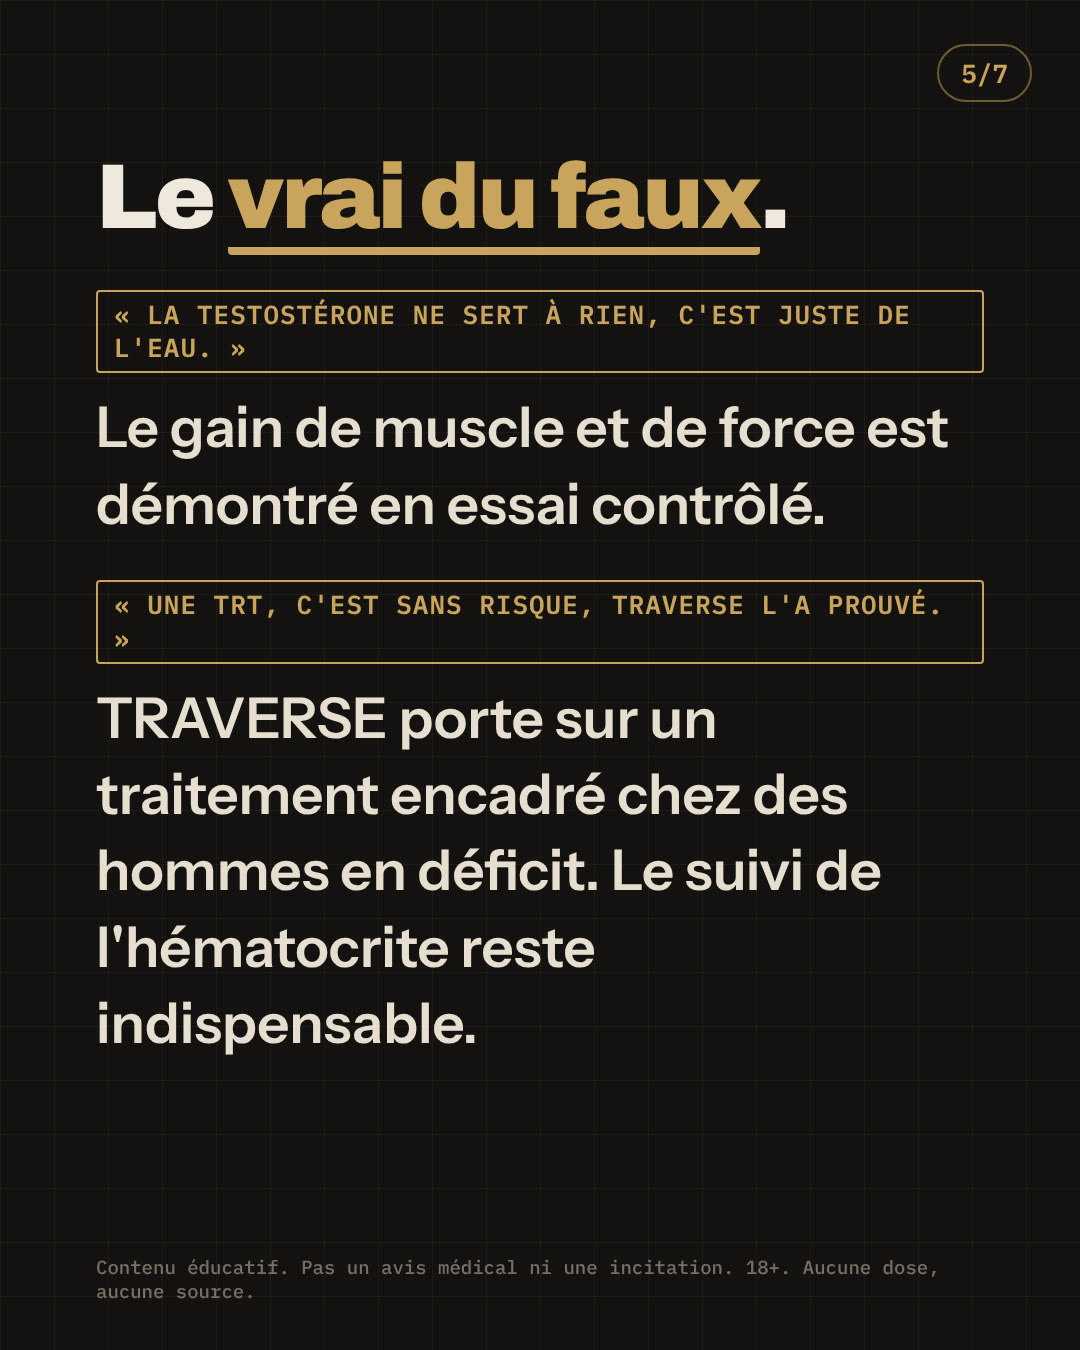 5/7
Le vrai du faux.
« LA TESTOSTÉRONE NE SERT À RIEN, C'EST JUSTE DE
L'EAU. »
Le gain de muscle et de force est
démontré en essai contrôlé.
« UNE TRT, C'EST SANS RISQUE, TRAVERSE L'A PROUVÉ.
»
TRAVERSE porte sur un
traitement encadré chez des
hommes en déficit. Le suivi de
l'hématocrite reste
indispensable.
Contenu éducatif. Pas un avis médical ni une incitation. 18+. Aucune dose,
aucune source.